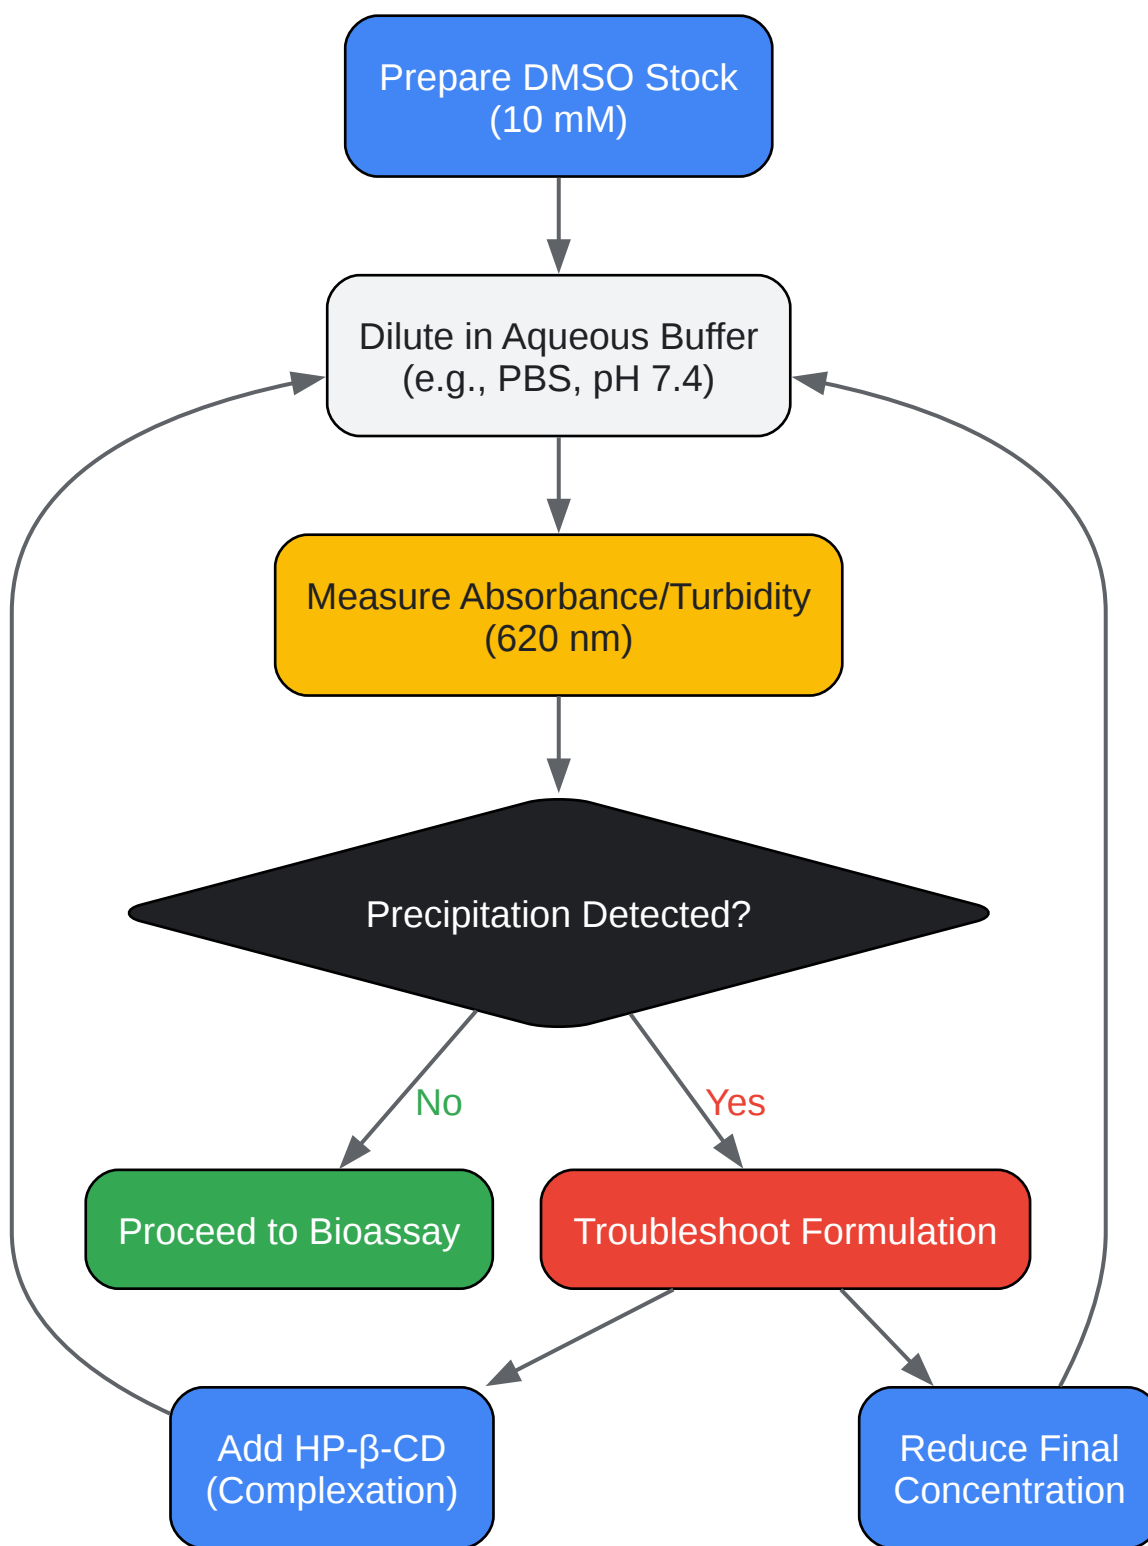 Prepare DMSO Stock
(10 mM)
Dilute in Aqueous Buffer
(e.g., PBS, pH 7.4)
Measure Absorbance/Turbidity
(620 nm)
Precipitation Detected?
No
Yes
Proceed to Bioassay
Troubleshoot Formulation
Add HP-β-CD
(Complexation)
Reduce Final
Concentration